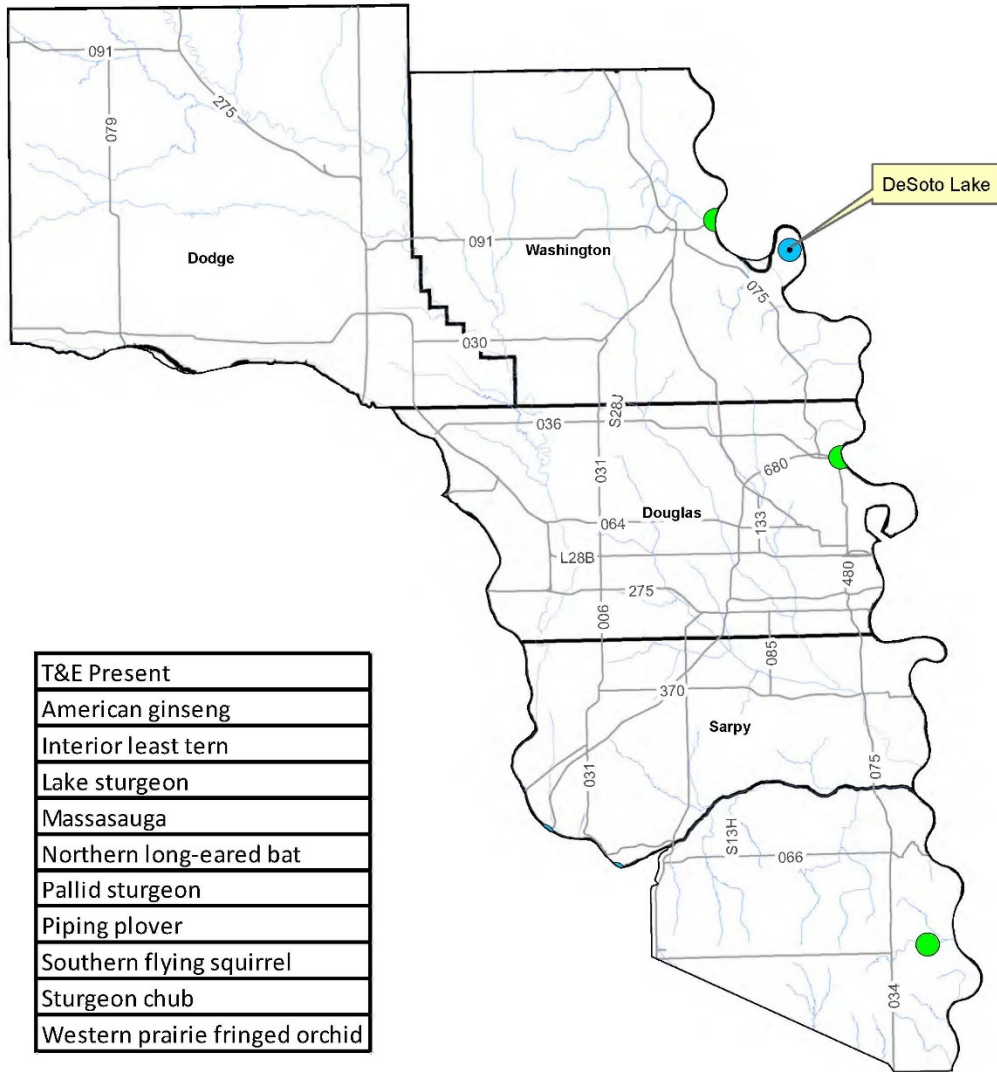 091
275
079
DeSoto Lake
091
Washington
Dodge
075
030
S28J
036
031
680
Douglas
064
133
L28B
480
275
006
085
370
Sarpy
031
075
S13H
066
034
T&E Present
American ginseng
Interior least tern
Lake sturgeon
Massasauga
Northern long-eared bat
Pallid sturgeon
Piping plover
Southern flying squirrel
Sturgeon chub
Western prairie fringed orchid